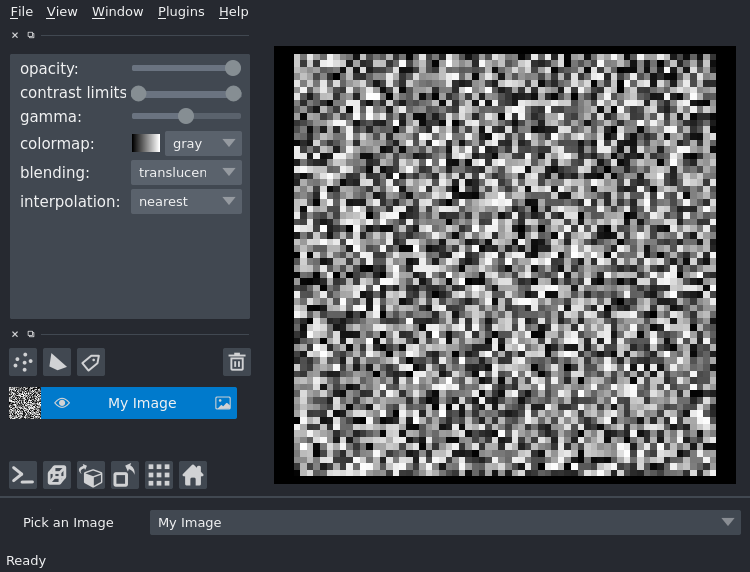 File View Window Plugins Help
opacity:
contrast limits
gamma:
colormap: gray
blending: translucen
interpolation: nearest
My Image
Pick an Image My Image
Ready